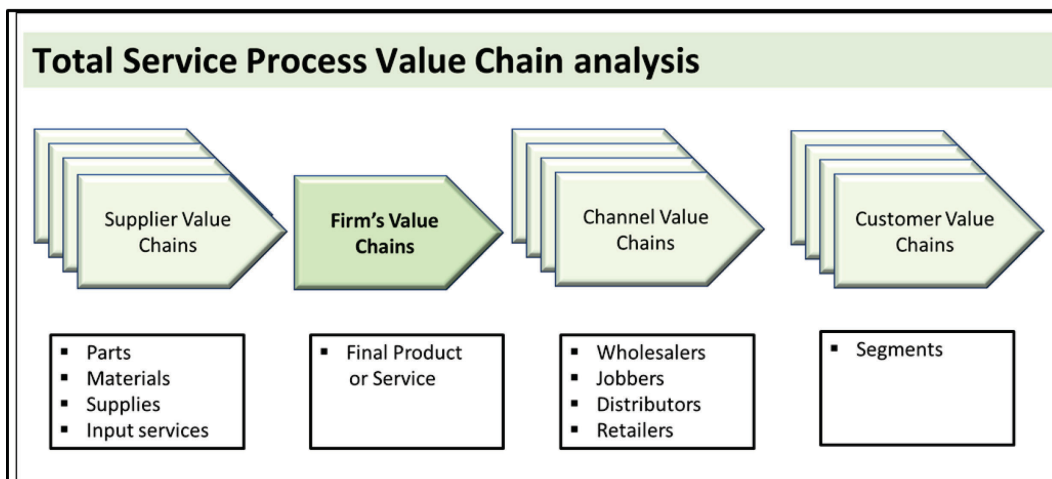 Total Service Process Value Chain analysis
Supplier Value
Chains
Firm's Value
Chains
Channel Value
Chains
Customer Value
Chains
▪ Parts
▪ Materials
▪ Supplies
▪ Input services
▪ Final Product
or Service
▪ Wholesalers
▪ Jobbers
▪ Distributors
▪ Retailers
▪ Segments